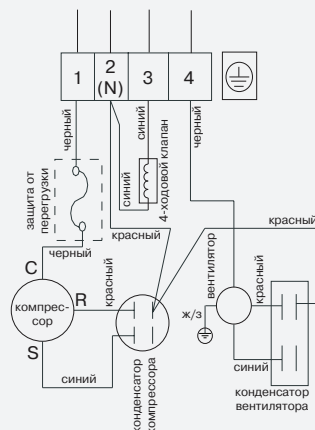 1
2
(N)
3
4
черный
синий
черный
синий
4-ходовой клапан
защита от
перегрузки
красный
красный
черный
C
R
S
компрес-
сор
красный
синий
конденсатор
компрессора
вентилятор
красный
ж/з
синий
конденсатор
вентилятора